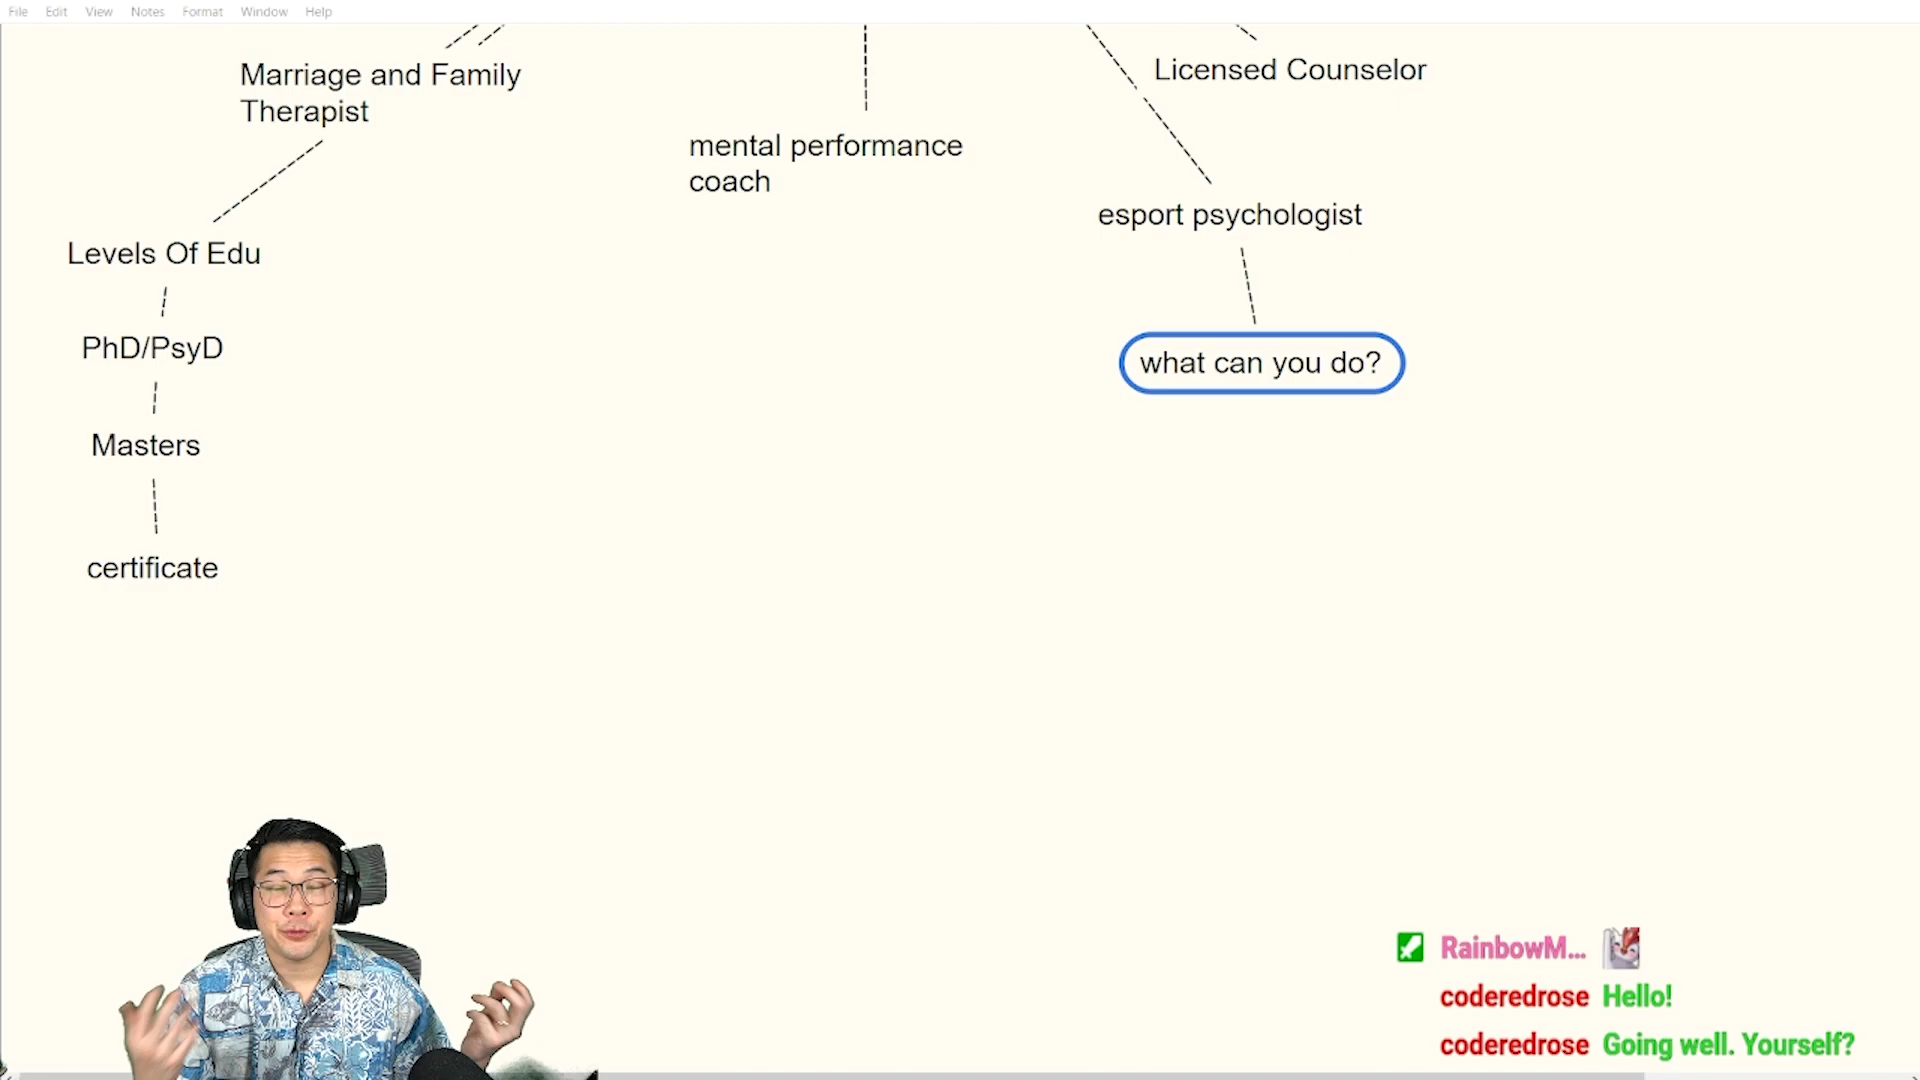 File Edit View Notes Format Window Help
Marriage and Family
Therapist
Licensed Counselor
mental performance
coach
esport psychologist
Levels Of Edu
PhD/PsyD
what can you do?
Masters
certificate
RainbowM...
coderedrose Hello!
coderedrose Going well. Yourself?